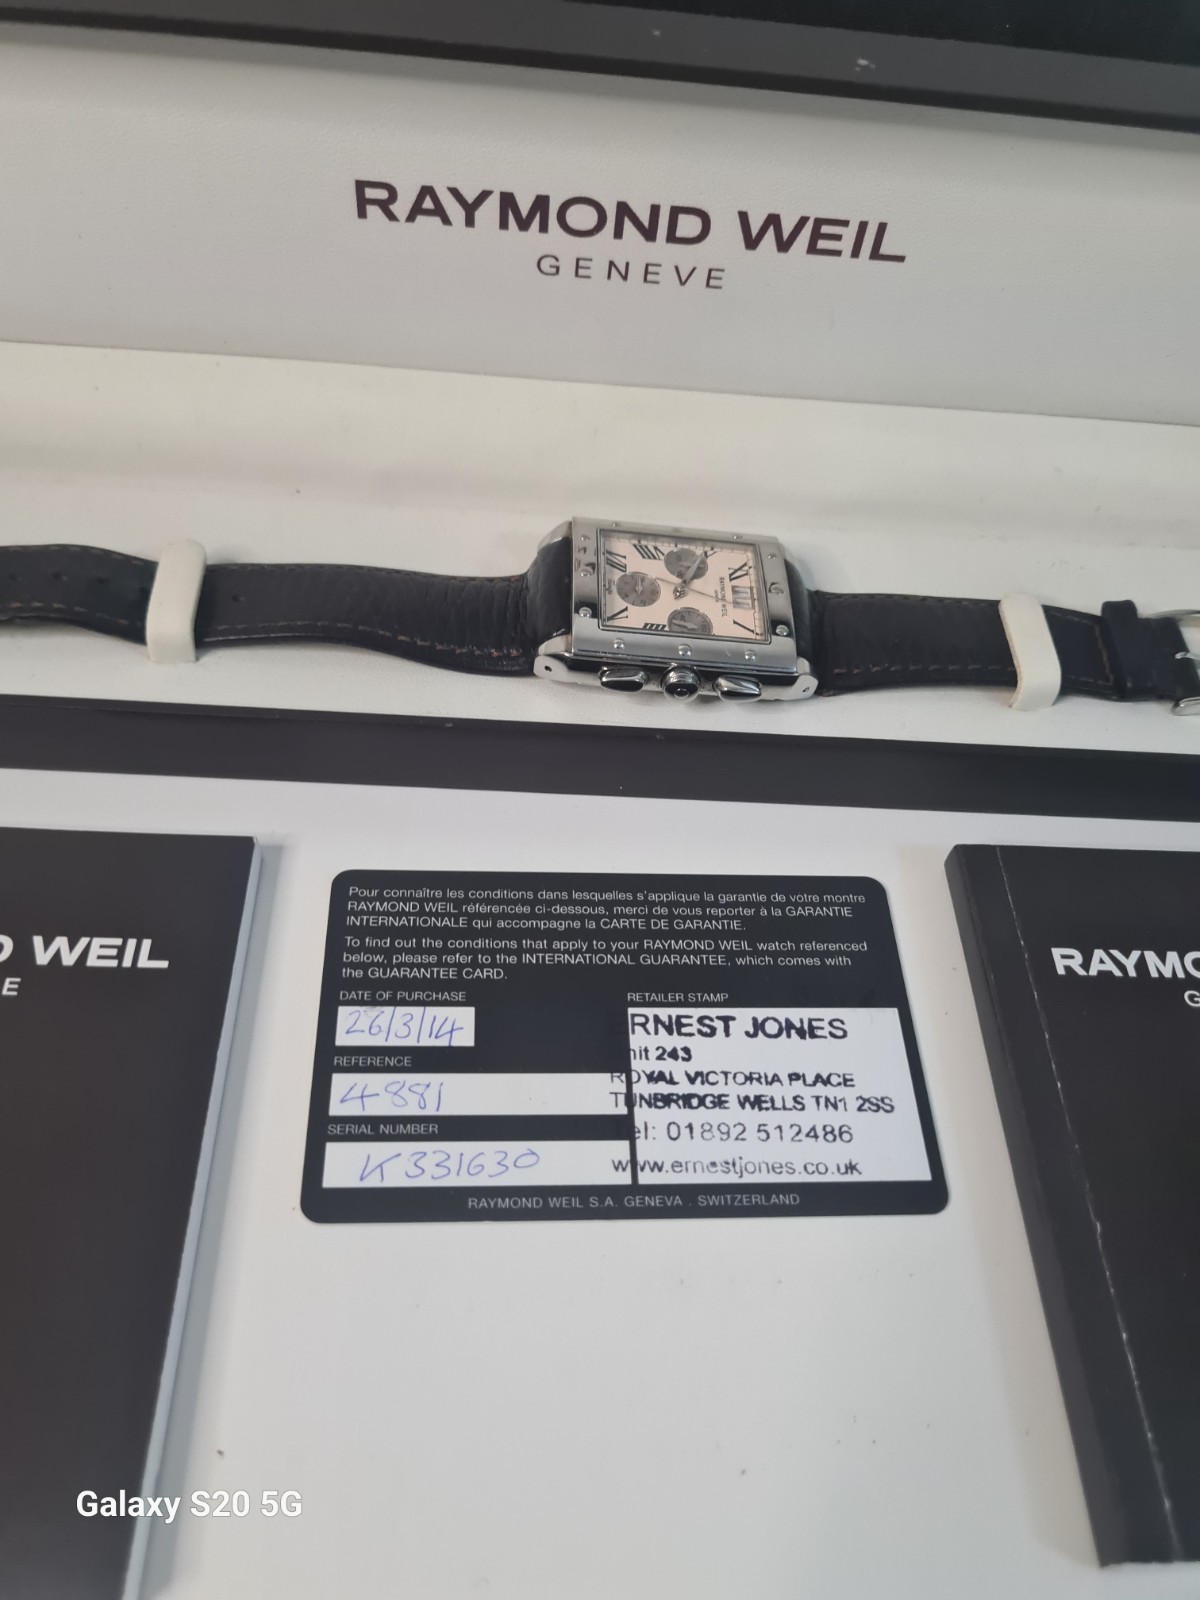 RAYMOND WEIL
GENEVE
RAYMOND WEIL
D WEIL
E
RAYMO
G
Pour connaître les conditions dans lesquelles s'applique la garantie de votre montre
RAYMOND WEIL référencée ci-dessous, merci de vous reporter à la GARANTIE
INTERNATIONALE qui accompagne la CARTE DE GARANTIE.
To find out the conditions that apply to your RAYMOND WEIL watch referenced
below, please refer to the INTERNATIONAL GUARANTEE, which comes with
the GUARANTEE CARD.
DATE OF PURCHASE
26/3/14
REFERENCE
4881
SERIAL NUMBER
K331630
RETAILER STAMP
RNEST JONES
nit 243
ROYAL VICTORIA PLACE
TUNBRIDGE WELLS TN1 2SS
el: 01892 512486
www.ernestjones.co.uk
RAYMOND WEIL S.A. GENEVA . SWITZERLAND
Galaxy S20 5G